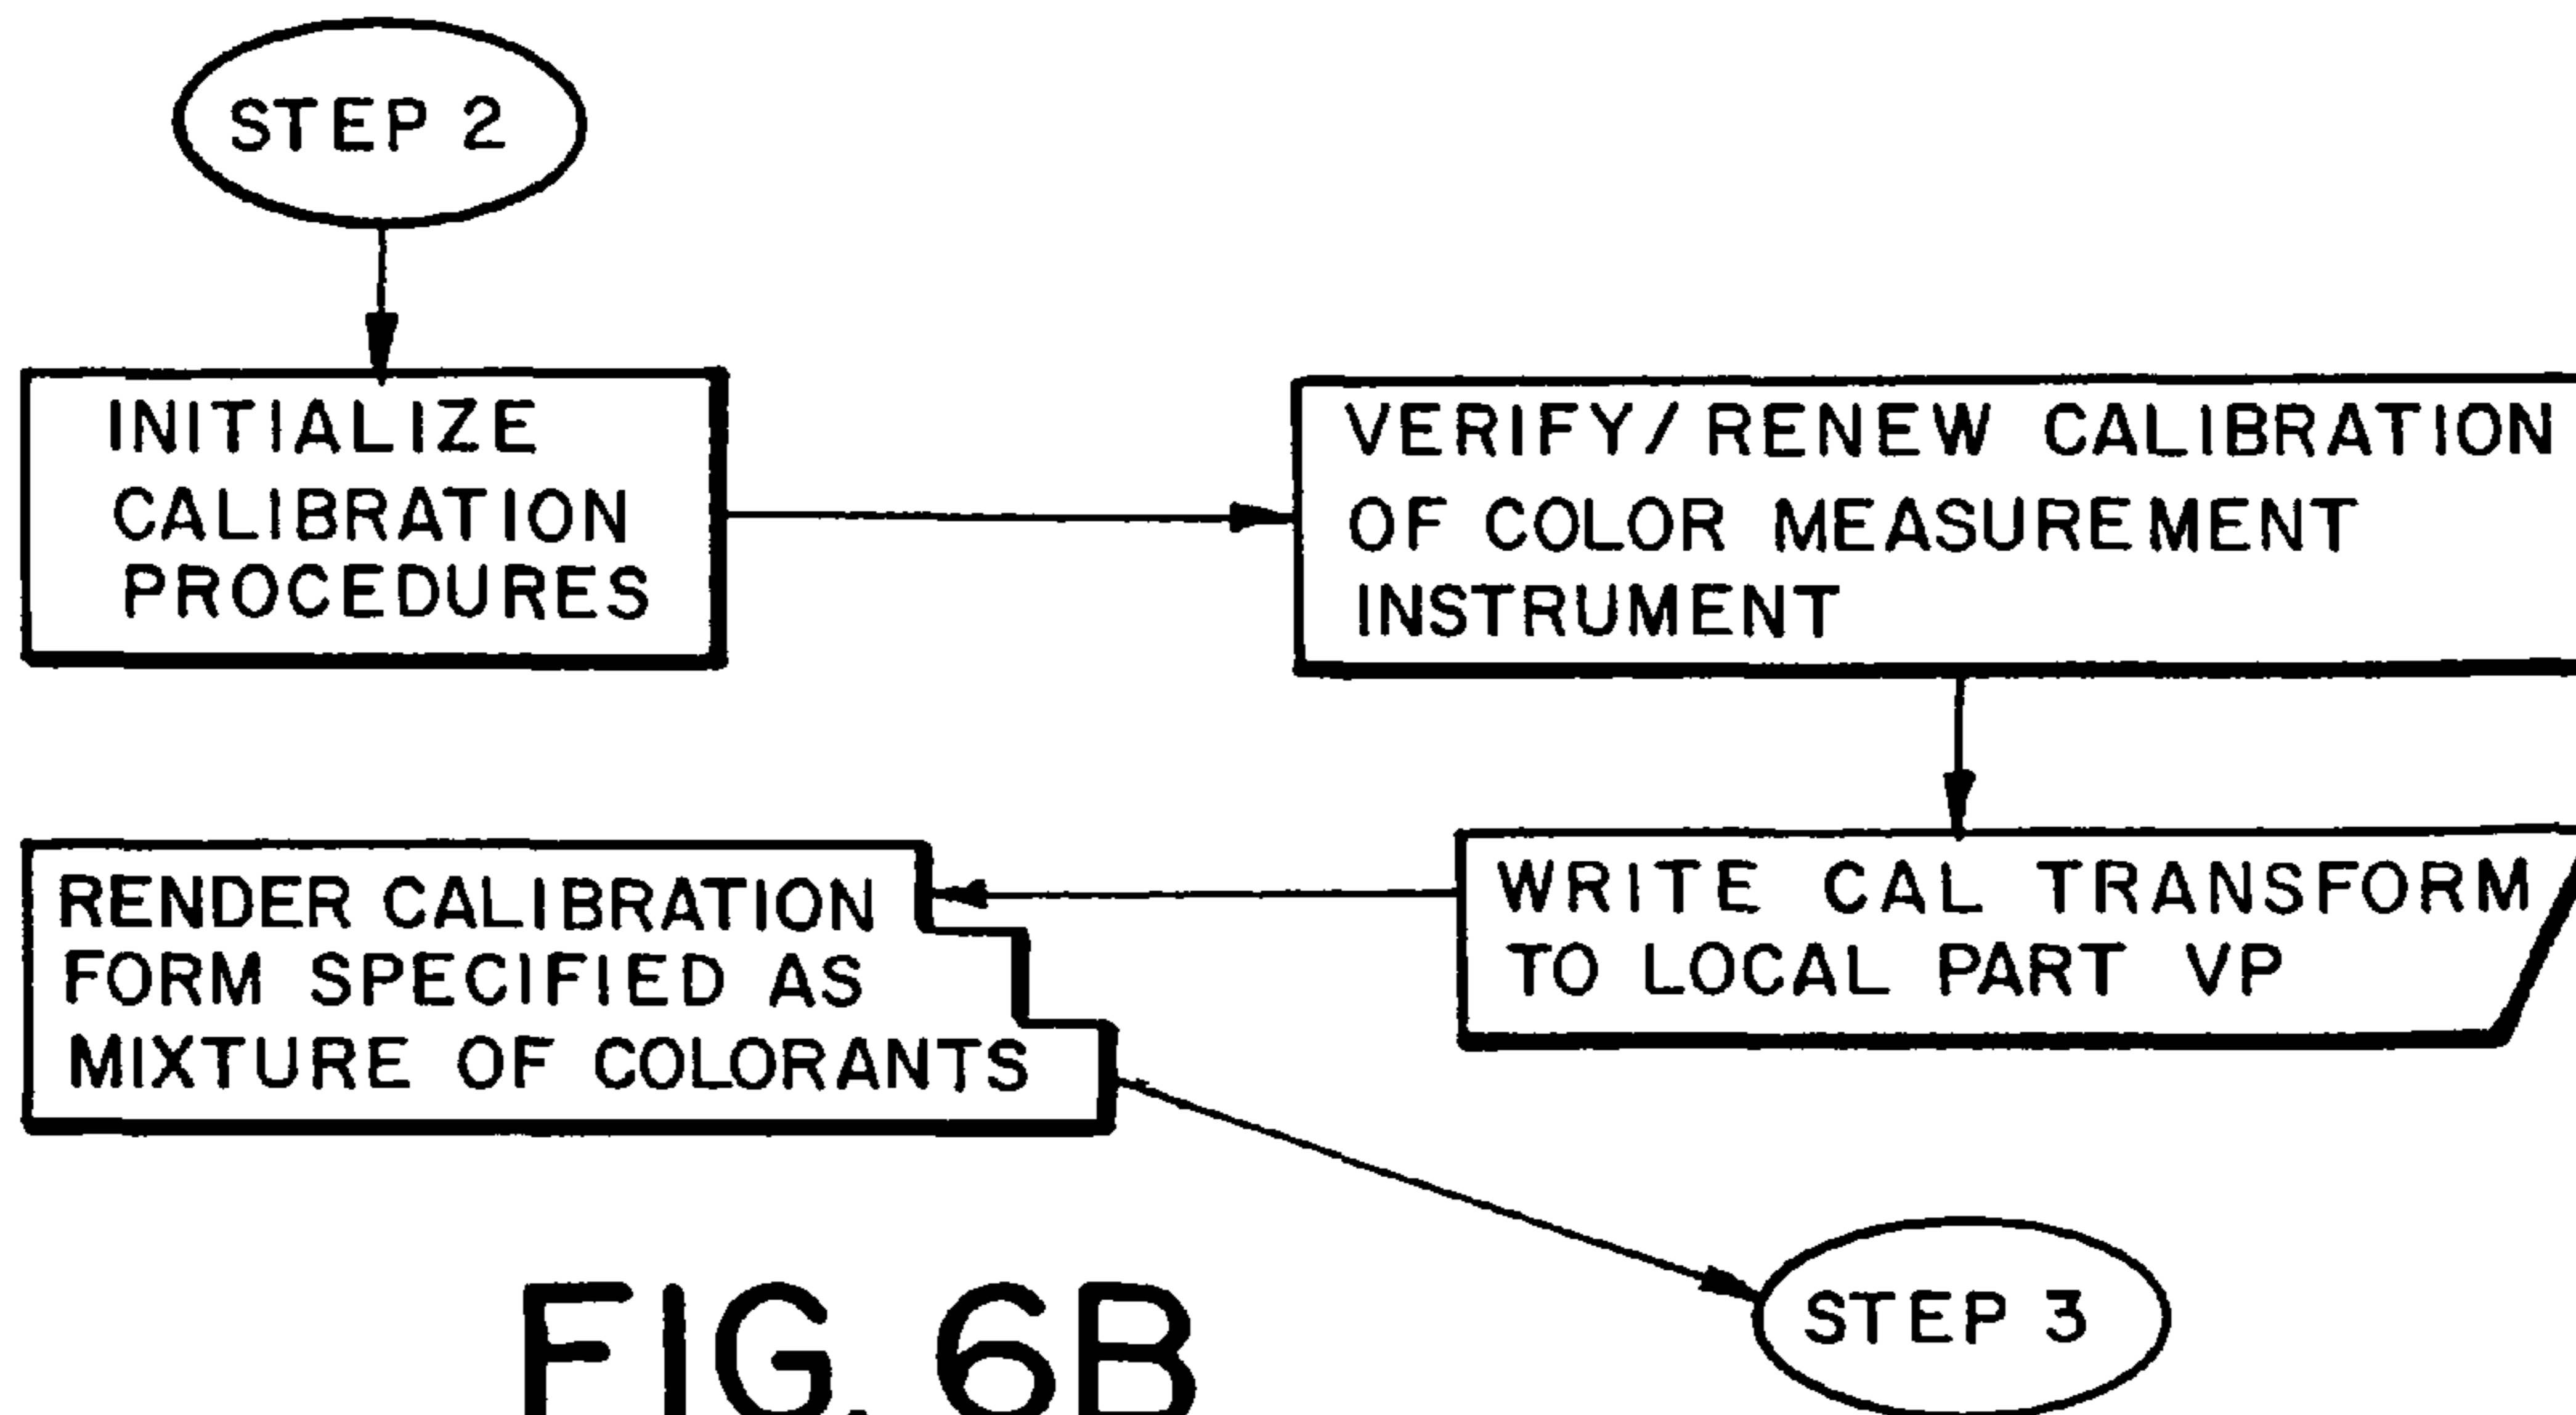 STEP 2
INITIALIZE
CALIBRATION
PROCEDURES
VERIFY/RENEW CALIBRATION
OF COLOR MEASUREMENT
INSTRUMENT
WRITE CAL TRANSFORM
TO LOCAL PART VP
RENDER CALIBRATION
FORM SPECIFIED AS
MIXTURE OF COLORANTS
STEP 3
FIG. 6B